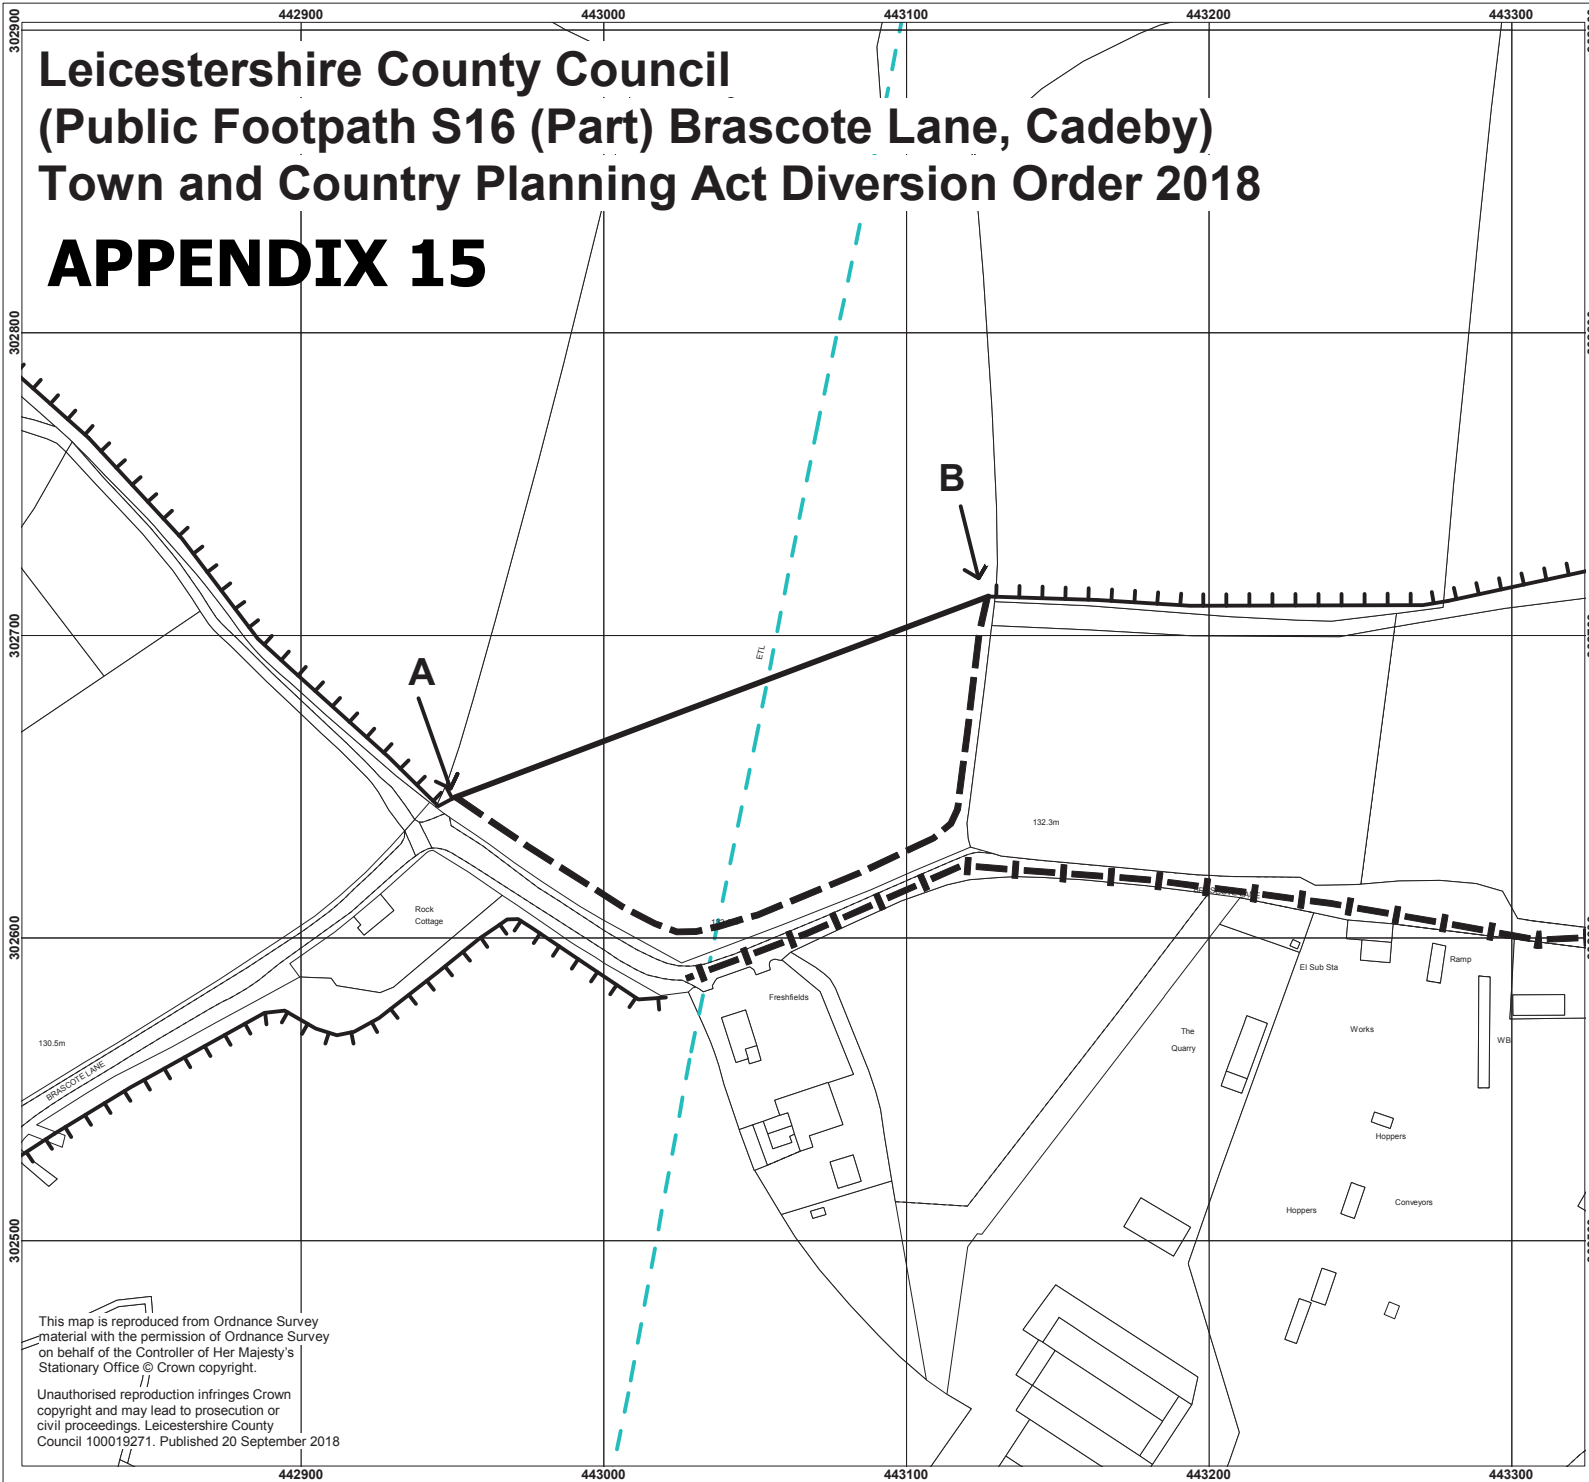 442900 443000 443100 443200 443300
302900
Leicestershire County Council
(Public Footpath S16 (Part) Brascote Lane, Cadeby)
Town and Country Planning Act Diversion Order 2018
APPENDIX 15
302800
B
302700
ETL
A
132.3m
BRASCOTE LANE
Rock
Cottage
302600
El Sub Sta
Ramp
Freshfields
The
Quarry
Works
WB
130.5m
BRASCOTE LANE
Hoppers
Hoppers
Conveyors
302500
This map is reproduced from Ordnance Survey
material with the permission of Ordnance Survey
on behalf of the Controller of Her Majesty's
Stationary Office © Crown copyright.
Unauthorised reproduction infringes Crown
copyright and may lead to prosecution or
civil proceedings. Leicestershire County
Council 100019271. Published 20 September 2018
442900 443000 443100 443200 443300